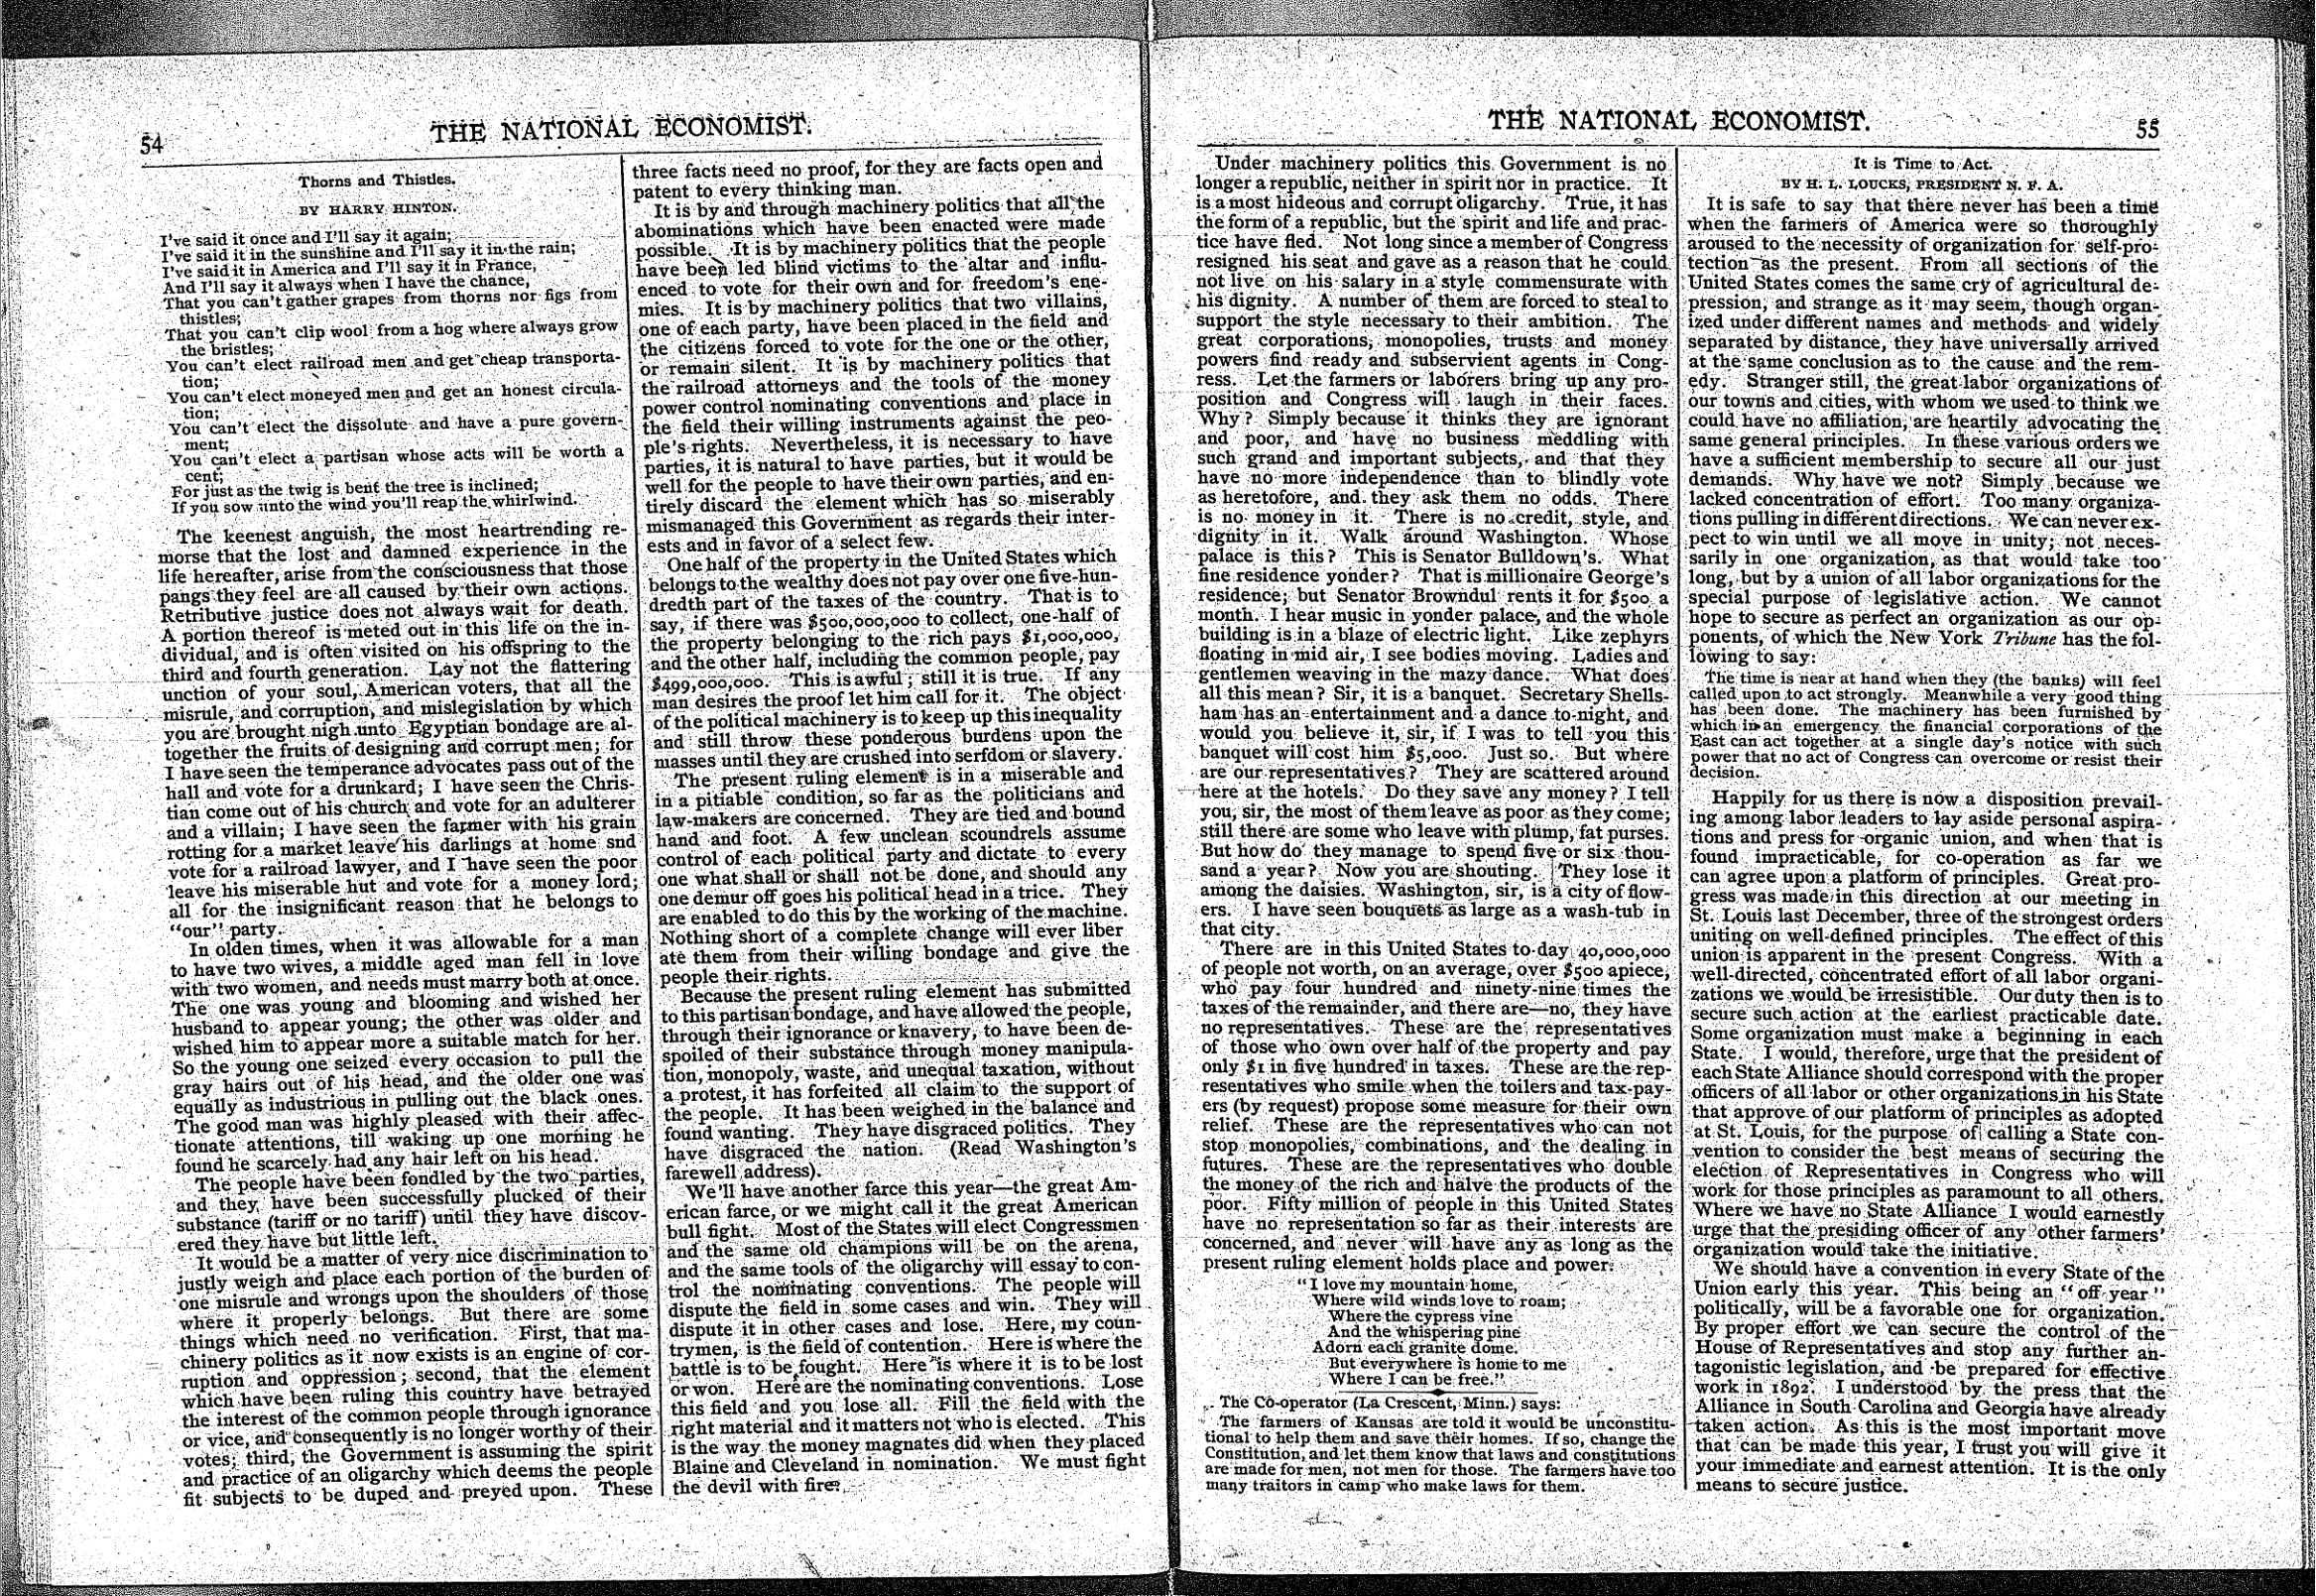 54
THE NATIONAL ECONOMIST.
Thorns and Thistles.
BY HARRY HINTON.
I've said it once and I'll say it again;
I've said it in the sunshine and I'll say it in the rain;
I've said it in America and I'll say it in France,
And I'll say it always when I have the chance,
That you can't gather grapes from thorns nor figs from
thistles;
That you can't clip wool from a hog where always grow
the bristles;
You can't elect railroad men and get cheap transporta-
tion;
You can't elect moneyed men and get an honest circula-
tion;
You can't elect the dissolute and have a pure govern-
ment;
You can't elect a partisan whose acts will be worth a
cent;
For just as the twig is bent the tree is inclined;
If you sow unto the wind you'll reap the whirlwind.
The keenest anguish, the most heartrending re-
morse that the lost and damned experience in the
life hereafter, arise from the consciousness that those
pangs they feel are all caused by their own actions.
Retributive justice does not always wait for death.
A portion thereof is meted out in this life on the in-
dividual, and is often visited on his offspring to the
third and fourth generation. Lay not the flattering
unction of your soul, American voters, that all the
misrule, and corruption, and mislegislation by which
you are brought nigh unto Egyptian bondage are al-
together the fruits of designing and corrupt men; for
I have seen the temperance advocates pass out of the
hall and vote for a drunkard; I have seen the Chris-
tian come out of his church and vote for an adulterer
and a villain; I have seen the farmer with his grain
rotting for a market leave his darlings at home snd
vote for a railroad lawyer, and I have seen the poor
leave his miserable hut and vote for a money lord;
all for the insignificant reason that he belongs to
"our" party.
In olden times, when it was allowable for a man
to have two wives, a middle aged man fell in love
with two women, and needs must marry both at once.
The one was young and blooming and wished her
husband to appear young; the other was older and
wished him to appear more a suitable match for her.
So the young one seized every occasion to pull the
gray hairs out of his head, and the older one was
equally as industrious in pulling out the black ones.
The good man was highly pleased with their affec-
tionate attentions, till waking up one morning he
found he scarcely had any hair left on his head.
The people have been fondled by the two parties,
and they have been successfully plucked of their
substance (tariff or no tariff) until they have discov-
ered they have but little left.
It would be a matter of very nice discrimination to
justly weigh and place each portion of the burden of
one misrule and wrongs upon the shoulders of those
where it properly belongs. But there are some
things which need no verification. First, that ma-
chinery politics as it now exists is an engine of cor-
ruption and oppression; second, that the element
which have been ruling this country have betrayed
the interest of the common people through ignorance
or vice, and consequently is no longer worthy of their
votes; third, the Government is assuming the spirit
and practice of an oligarchy which deems the people
fit subjects to be duped and preyed upon. These
three facts need no proof, for they are facts open and
patent to every thinking man.
It is by and through machinery politics that all the
abominations which have been enacted were made
possible. It is by machinery politics that the people
have been led blind victims to the altar and influ-
enced to vote for their own and for freedom's ene-
mies. It is by machinery politics that two villains,
one of each party, have been placed in the field and
the citizens forced to vote for the one or the other,
or remain silent. It is by machinery politics that
the railroad attorneys and the tools of the money
power control nominating conventions and place in
the field their willing instruments against the peo-
ple's rights. Nevertheless, it is necessary to have
parties, it is natural to have parties, but it would be
well for the people to have their own parties, and en-
tirely discard the element which has so miserably
mismanaged this Government as regards their inter-
ests and in favor of a select few.
One half of the property in the United States which
belongs to the wealthy does not pay over one five-hun-
dredth part of the taxes of the country. That is to
say, if there was $500,000,000 to collect, one-half of
the property belonging to the rich pays $1,000,000,
and the other half, including the common people, pay
$499,000,000. This is awful; still it is true. If any
man desires the proof let him call for it. The object
of the political machinery is to keep up this inequality
and still throw these ponderous burdens upon the
masses until they are crushed into serfdom or slavery.
The present ruling element is in a miserable and
in a pitiable condition, so far as the politicians and
law-makers are concerned. They are tied and bound
hand and foot. A few unclean scoundrels assume
control of each political party and dictate to every
one what shall or shall not be done, and should any
one demur off goes his political head in a trice. They
are enabled to do this by the working of the machine.
Nothing short of a complete change will ever liber
ate them from their willing bondage and give the
people their rights.
Because the present ruling element has submitted
to this partisan bondage, and have allowed the people,
through their ignorance or knavery, to have been de-
spoiled of their substance through money manipula-
tion, monopoly, waste, and unequal taxation, without
a protest, it has forfeited all claim to the support of
the people. It has been weighed in the balance and
found wanting. They have disgraced politics. They
have disgraced the nation. (Read Washington's
farewell address).
We'll have another farce this year—the great Am-
erican farce, or we might call it the great American
bull fight. Most of the States will elect Congressmen
and the same old champions will be on the arena,
and the same tools of the oligarchy will essay to con-
trol the nominating conventions. The people will
dispute the field in some cases and win. They will
dispute it in other cases and lose. Here, my coun-
trymen, is the field of contention. Here is where the
battle is to be fought. Here is where it is to be lost
or won. Here are the nominating conventions. Lose
this field and you lose all. Fill the field with the
right material and it matters not who is elected. This
is the way the money magnates did when they placed
Blaine and Cleveland in nomination. We must fight
the devil with fire.
THE NATIONAL ECONOMIST.
55
Under machinery politics this Government is no
longer a republic, neither in spirit nor in practice. It
is a most hideous and corrupt oligarchy. True, it has
the form of a republic, but the spirit and life and prac-
tice have fled. Not long since a member of Congress
resigned his seat and gave as a reason that he could
not live on his salary in a style commensurate with
his dignity. A number of them are forced to steal to
support the style necessary to their ambition. The
great corporations, monopolies, trusts and money
powers find ready and subservient agents in Cong-
ress. Let the farmers or laborers bring up any pro-
position and Congress will laugh in their faces.
Why? Simply because it thinks they are ignorant
and poor, and have no business meddling with
such grand and important subjects, and that they
have no more independence than to blindly vote
as heretofore, and they ask them no odds. There
is no money in it. There is no credit, style, and
dignity in it. Walk around Washington. Whose
palace is this? This is Senator Bulldown's. What
fine residence yonder? That is millionaire George's
residence; but Senator Browndul rents it for $500 a
month. I hear music in yonder palace, and the whole
building is in a blaze of electric light. Like zephyrs
floating in mid air, I see bodies moving. Ladies and
gentlemen weaving in the mazy dance. What does
all this mean? Sir, it is a banquet. Secretary Shells-
ham has an entertainment and a dance to-night, and
would you believe it, sir, if I was to tell you this
banquet will cost him $5,000. Just so. But where
are our representatives? They are scattered around
here at the hotels. Do they save any money? I tell
you, sir, the most of them leave as poor as they come;
still there are some who leave with plump, fat purses.
But how do they manage to spend five or six thou-
sand a year? Now you are shouting. They lose it
among the daisies. Washington, sir, is a city of flow-
ers. I have seen bouquets as large as a wash-tub in
that city.
There are in this United States to-day 40,000,000
of people not worth, on an average, over $500 apiece,
who pay four hundred and ninety-nine times the
taxes of the remainder, and there are—no, they have
no representatives. These are the representatives
of those who own over half of the property and pay
only $1 in five hundred in taxes. These are the rep-
resentatives who smile when the toilers and tax-pay-
ers (by request) propose some measure for their own
relief. These are the representatives who can not
stop monopolies, combinations, and the dealing in
futures. These are the representatives who double
the money of the rich and halve the products of the
poor. Fifty million of people in this United States
have no representation so far as their interests are
concerned, and never will have any as long as the
present ruling element holds place and power.
"I love my mountain home,
Where wild winds love to roam;
Where the cypress vine
And the whispering pine
Adorn each granite dome.
But everywhere is home to me
Where I can be free."
The Co-operator (La Crescent, Minn.) says:
The farmers of Kansas are told it would be unconstitu-
tional to help them and save their homes. If so, change the
Constitution, and let them know that laws and constitutions
are made for men, not men for those. The farmers have too
many traitors in camp who make laws for them.
It is Time to Act.
BY H. L. LOUCKS, PRESIDENT N. F. A.
It is safe to say that there never has been a time
when the farmers of America were so thoroughly
aroused to the necessity of organization for self-pro-
tection as the present. From all sections of the
United States comes the same cry of agricultural de-
pression, and strange as it may seem, though organ-
ized under different names and methods and widely
separated by distance, they have universally arrived
at the same conclusion as to the cause and the rem-
edy. Stranger still, the great labor organizations of
our towns and cities, with whom we used to think we
could have no affiliation, are heartily advocating the
same general principles. In these various orders we
have a sufficient membership to secure all our just
demands. Why have we not? Simply because we
lacked concentration of effort. Too many organiza-
tions pulling in different directions. We can never ex-
pect to win until we all move in unity; not neces-
sarily in one organization, as that would take too
long, but by a union of all labor organizations for the
special purpose of legislative action. We cannot
hope to secure as perfect an organization as our op-
ponents, of which the New York Tribune has the fol-
lowing to say:
The time is near at hand when they (the banks) will feel
called upon to act strongly. Meanwhile a very good thing
has been done. The machinery has been furnished by
which in an emergency the financial corporations of the
East can act together at a single day's notice with such
power that no act of Congress can overcome or resist their
decision.
Happily for us there is now a disposition prevail-
ing among labor leaders to lay aside personal aspira-
tions and press for organic union, and when that is
found impracticable, for co-operation as far we
can agree upon a platform of principles. Great pro-
gress was made in this direction at our meeting in
St. Louis last December, three of the strongest orders
uniting on well-defined principles. The effect of this
union is apparent in the present Congress. With a
well-directed, concentrated effort of all labor organi-
zations we would be irresistible. Our duty then is to
secure such action at the earliest practicable date.
Some organization must make a beginning in each
State. I would, therefore, urge that the president of
each State Alliance should correspond with the proper
officers of all labor or other organizations in his State
that approve of our platform of principles as adopted
at St. Louis, for the purpose of calling a State con-
vention to consider the best means of securing the
election of Representatives in Congress who will
work for those principles as paramount to all others.
Where we have no State Alliance I would earnestly
urge that the presiding officer of any other farmers'
organization would take the initiative.
We should have a convention in every State of the
Union early this year. This being an "off year"
politically, will be a favorable one for organization.
By proper effort we can secure the control of the
House of Representatives and stop any further an-
tagonistic legislation, and be prepared for effective
work in 1892. I understood by the press that the
Alliance in South Carolina and Georgia have already
taken action. As this is the most important move
that can be made this year, I trust you will give it
your immediate and earnest attention. It is the only
means to secure justice.